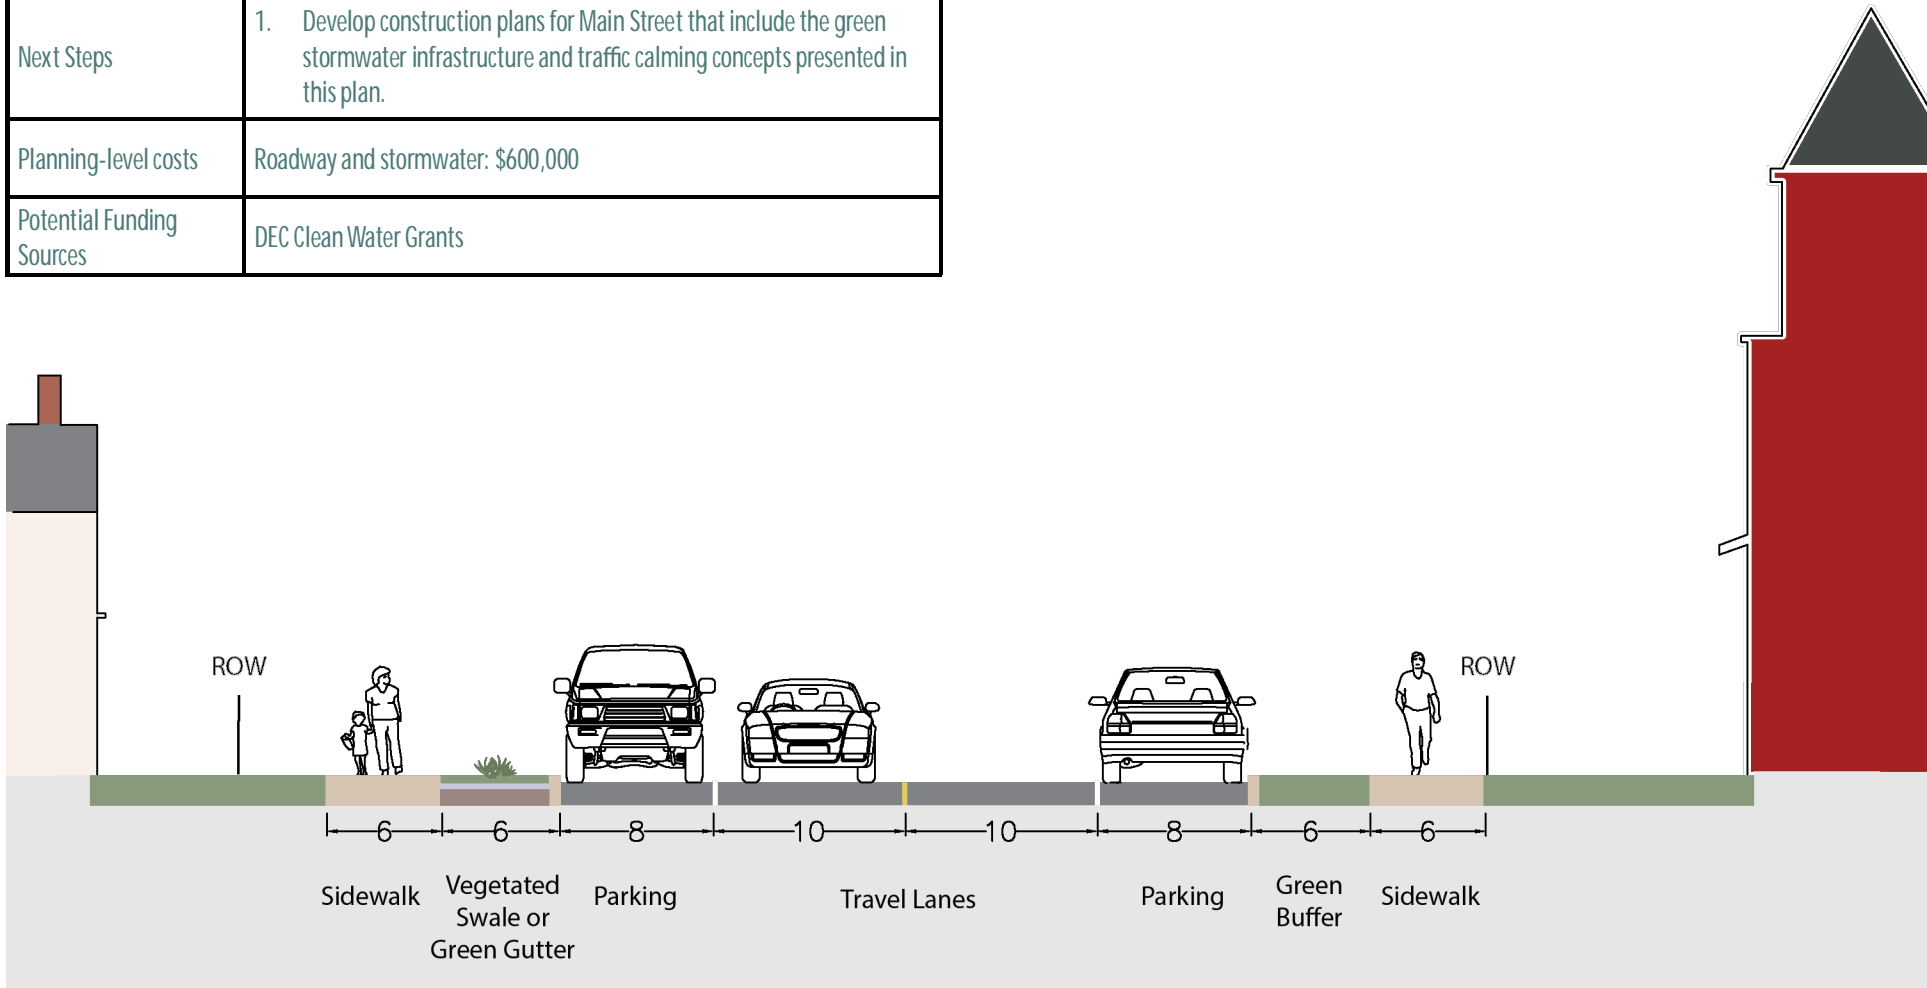 Next Steps
1. Develop construction plans for Main Street that include the green
stormwater infrastructure and traffic calming concepts presented in
this plan.
Planning-level costs
Roadway and stormwater: $600,000
Potential Funding
Sources
DEC Clean Water Grants
ROW
ROW
6 6 8 10 10 8 6 6
Sidewalk
Vegetated
Swale or
Green Gutter
Parking
Travel Lanes
Parking
Green
Buffer
Sidewalk